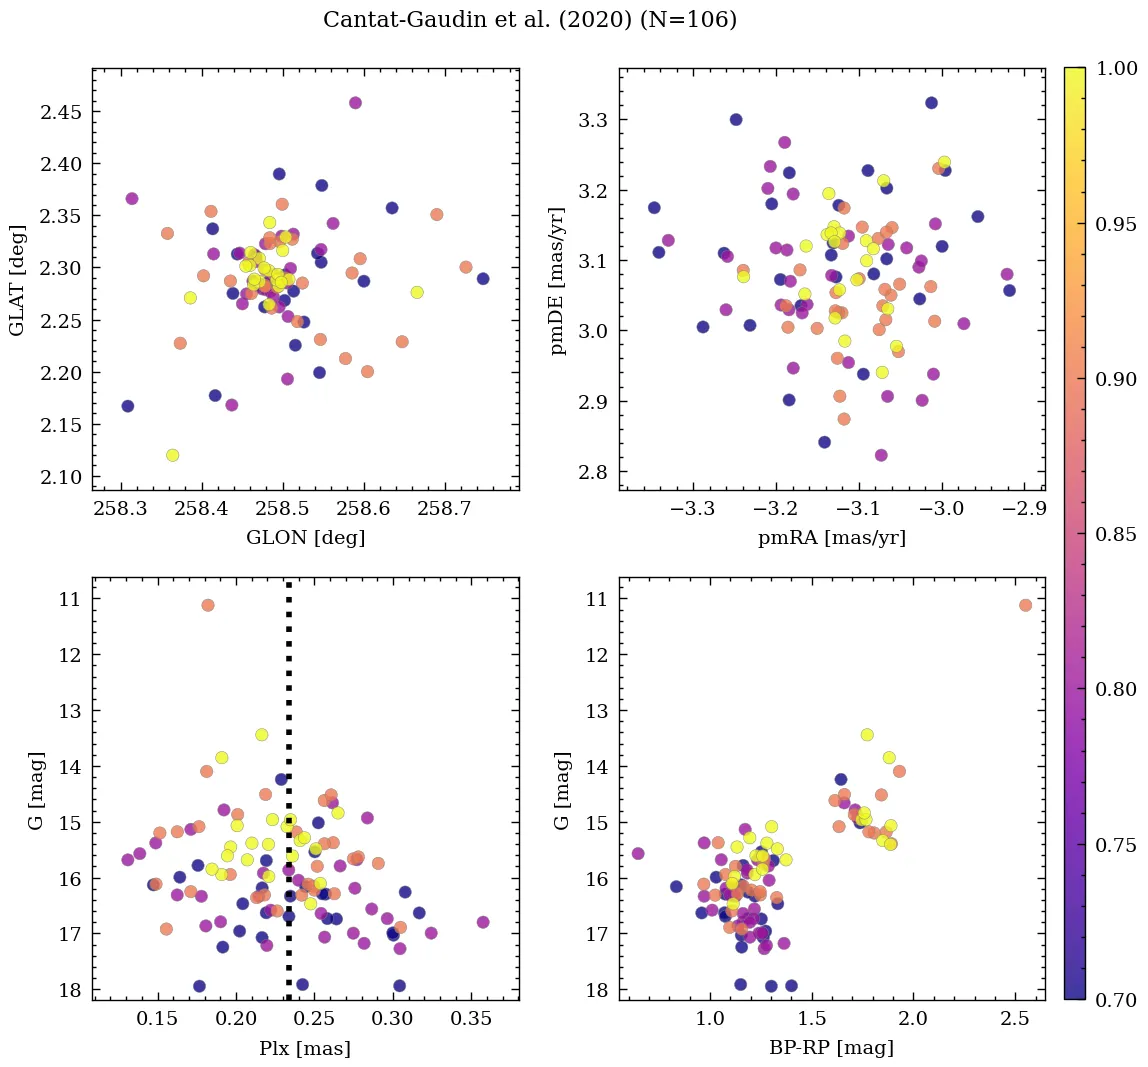 Cantat-Gaudin et al. (2020) (N=106)
2.45
2.40
2.35
2.30
2.25
2.20
2.15
2.10
GLAT [deg]
258.3 258.4 258.5 258.6 258.7
GLON [deg]
3.3
3.2
3.1
3.0
2.9
2.8
pmDE [mas/yr]
−3.3 −3.2 −3.1 −3.0 −2.9
pmRA [mas/yr]
11
12
13
14
15
16
17
18
G [mag]
0.15 0.20 0.25 0.30 0.35
Plx [mas]
11
12
13
14
15
16
17
18
G [mag]
1.0 1.5 2.0 2.5
BP-RP [mag]
1.00
0.95
0.90
0.85
0.80
0.75
0.70